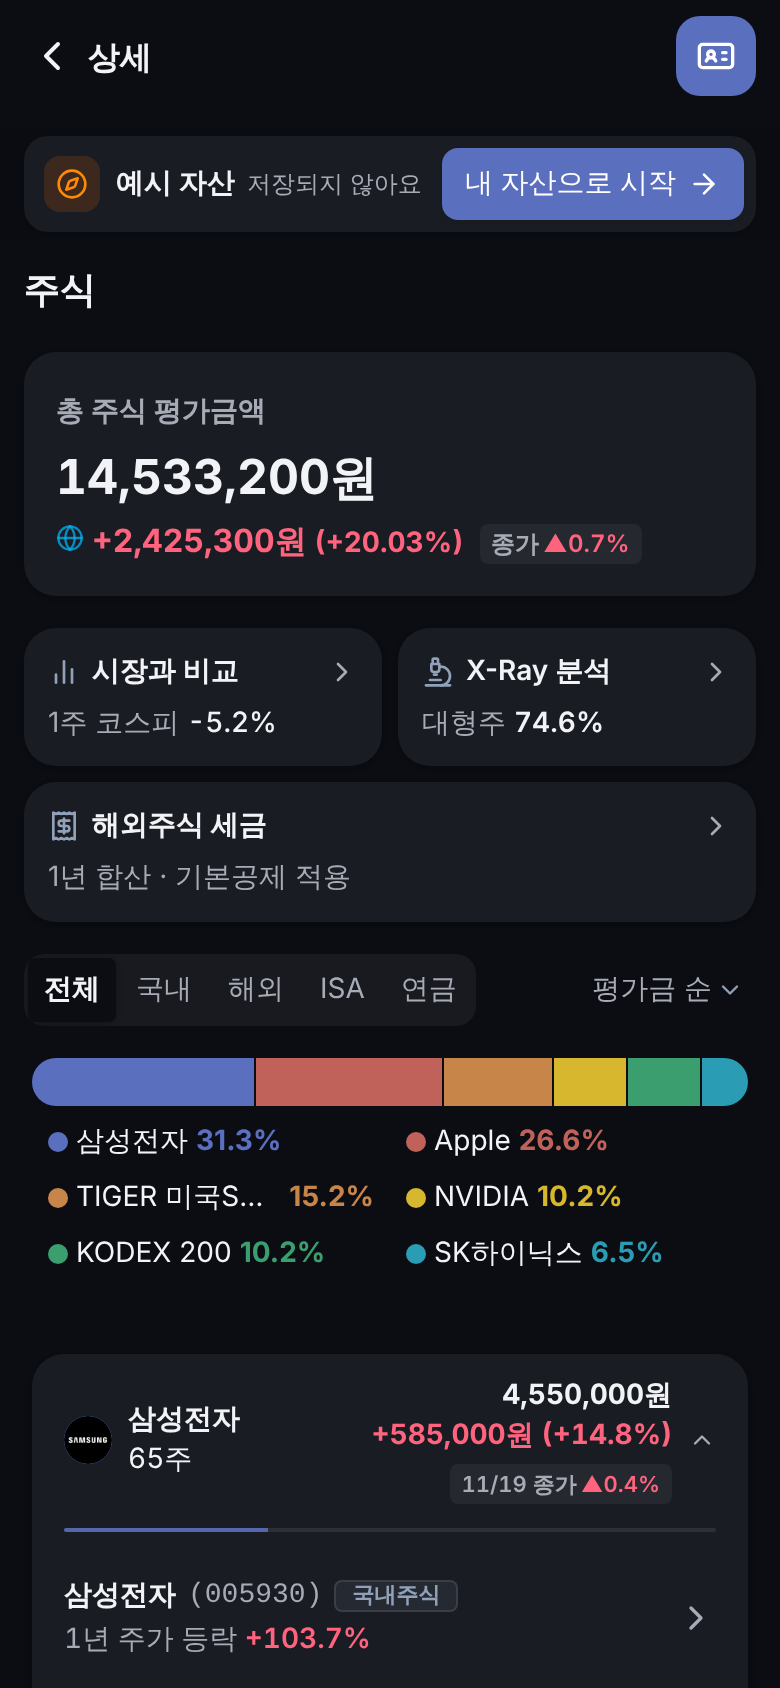 상세
예시 자산 저장되지 않아요 내 자산으로 시작 →
주식
총 주식 평가금액
14,533,200원
+2,425,300원 (+20.03%) 종가 ▲0.7%
시장과 비교
1주 코스피 -5.2%
X-Ray 분석
대형주 74.6%
해외주식 세금
1년 합산 · 기본공제 적용
전체 국내 해외 ISA 연금 평가금 순
삼성전자 31.3% Apple 26.6%
TIGER 미국S... 15.2% NVIDIA 10.2%
KODEX 200 10.2% SK하이닉스 6.5%
SAMSUNG
삼성전자
65주
4,550,000원
+585,000원 (+14.8%)
11/19 종가 ▲0.4%
삼성전자 (005930) 국내주식
1년 주가 등락 +103.7%